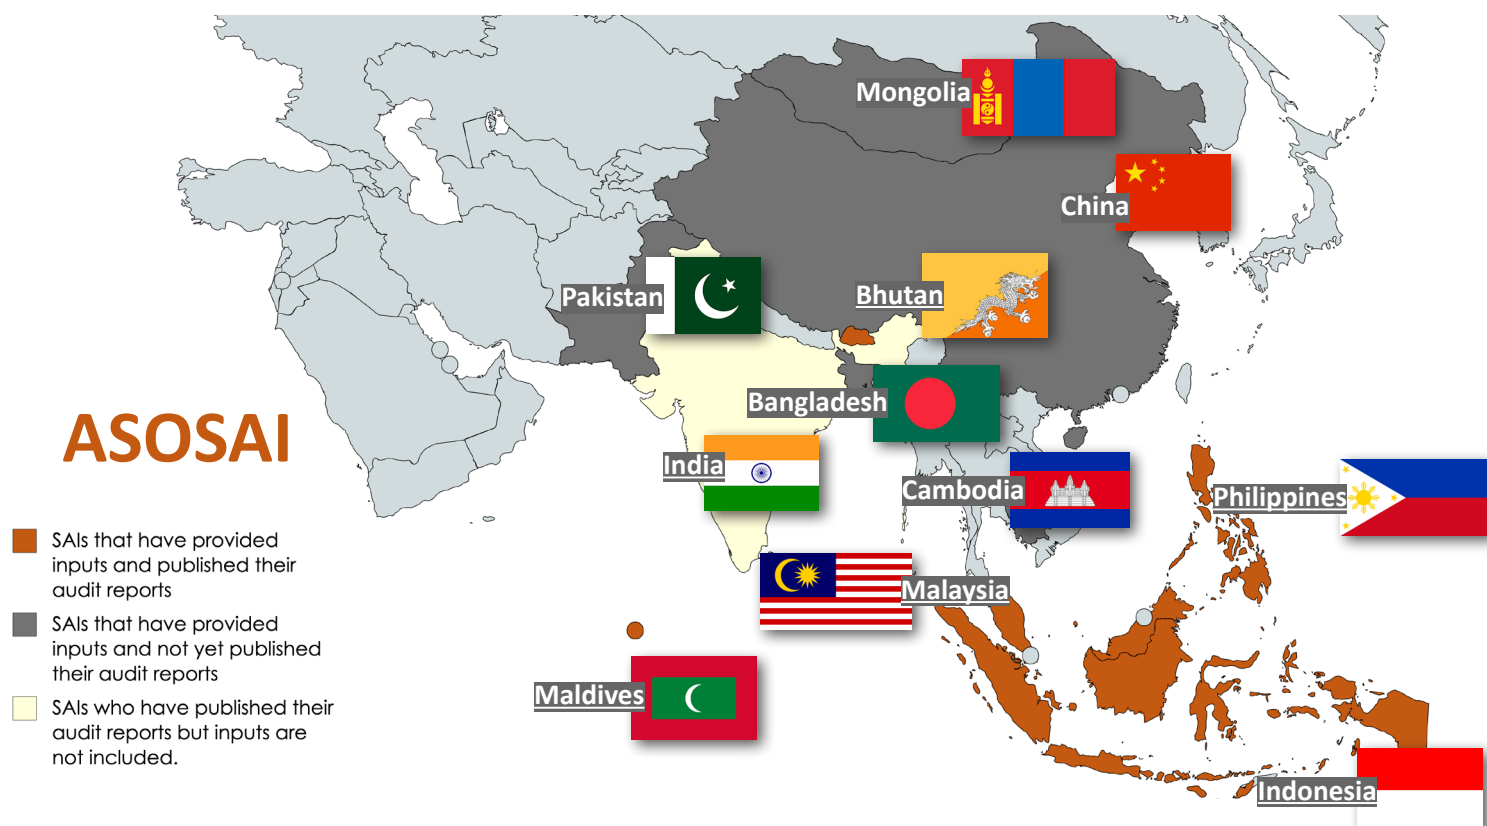 Mongolia
China
Pakistan
Bhutan
Bangladesh
ASOSAI
India
Cambodia
Philippines
SAIs that have provided
inputs and published their
audit reports
Malaysia
SAIs that have provided
inputs and not yet published
their audit reports
Maldives
SAIs who have published their
audit reports but inputs are
not included.
Indonesia